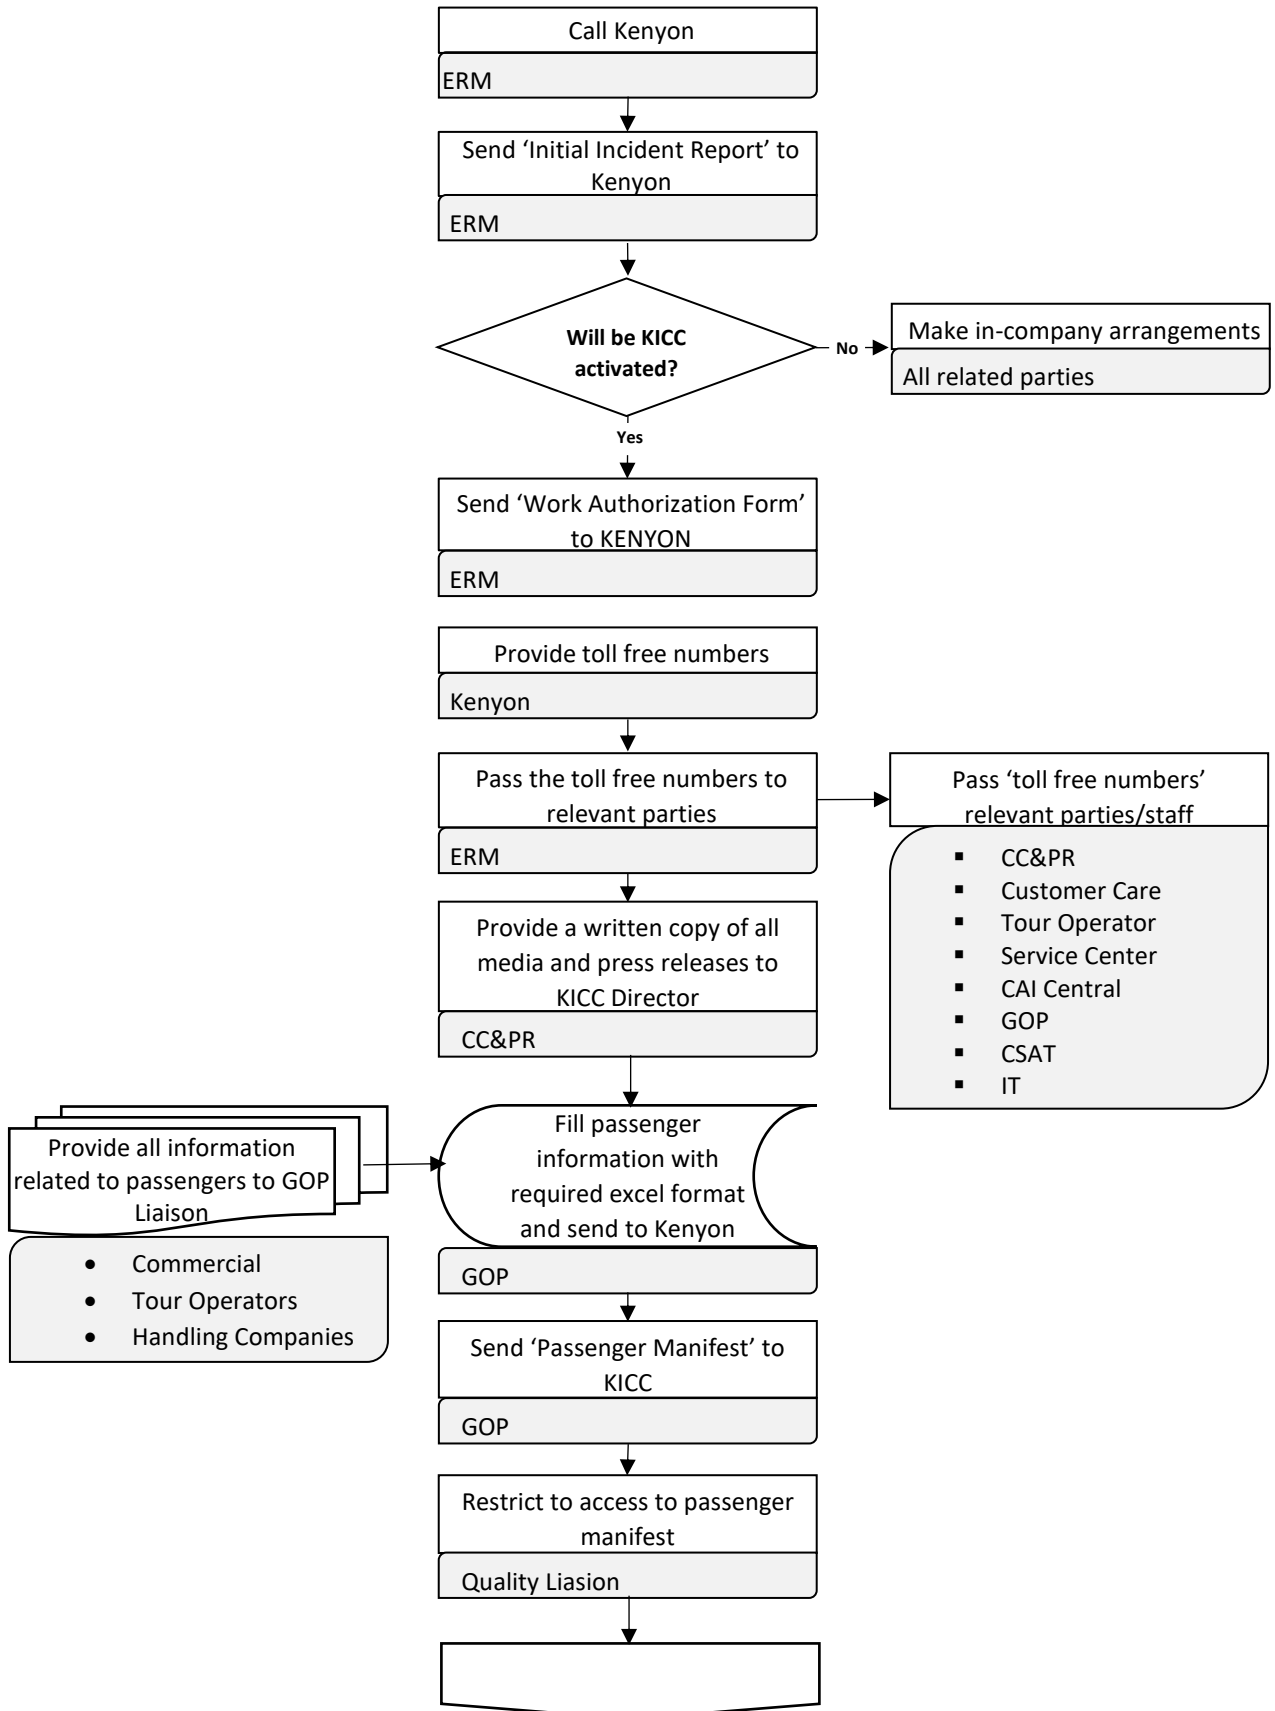 Call Kenyon
ERM
Send ‘Initial Incident Report’ to
Kenyon
ERM
Will be KICC
activated?
No
Make in-company arrangements
All related parties
Yes
Send ‘Work Authorization Form’
to KENYON
ERM
Provide toll free numbers
Kenyon
Pass the toll free numbers to
relevant parties
ERM
Pass ‘toll free numbers’
relevant parties/staff
▪ CC&PR
▪ Customer Care
▪ Tour Operator
▪ Service Center
▪ CAI Central
▪ GOP
▪ CSAT
▪ IT
Provide a written copy of all
media and press releases to
KICC Director
CC&PR
Provide all information
related to passengers to GOP
Liaison
• Commercial
• Tour Operators
• Handling Companies
Fill passenger
information with
required excel format
and send to Kenyon
GOP
Send ‘Passenger Manifest’ to
KICC
GOP
Restrict to access to passenger
manifest
Quality Liasion